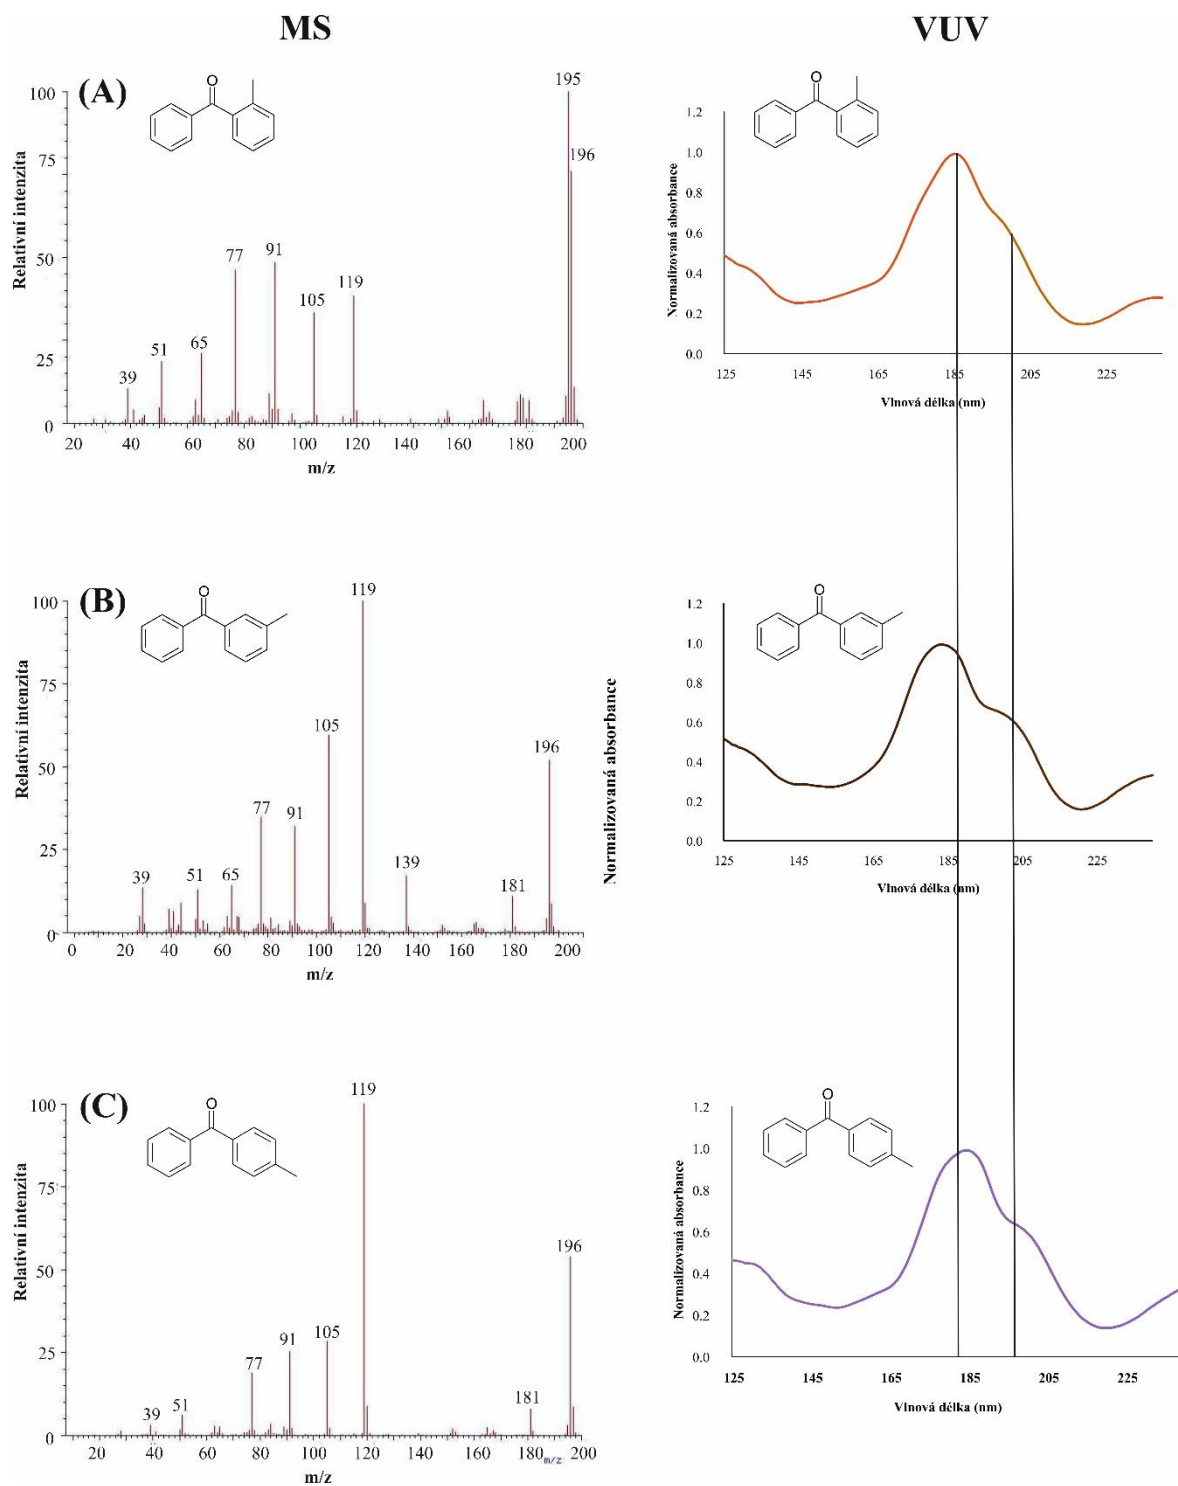 MS
VUV
(A)
O
195
196
91
77
119
105
65
51
39
100
75
50
25
0
Relativní intenzita
20 40 60 80 100 120 140 160 180 200
m/z
O
1.2
1.0
0.8
0.6
0.4
0.2
0.0
Normalizovaná absorbance
125 145 165 185 205 225
Vlnová délka (nm)
(B)
O
119
105
196
77
91
139
181
39
51
65
100
75
50
25
0
Relativní intenzita
0 20 40 60 80 100 120 140 160 180 200
m/z
Normalizovaná absorbance
O
1.2
1.0
0.8
0.6
0.4
0.2
0.0
Normalizovaná absorbance
125 145 165 185 205 225
Vlnová délka (nm)
(C)
O
119
196
105
91
77
181
51
39
100
75
50
25
0
Relativní intenzita
20 40 60 80 100 120 140 160 180 200
m/z
m/z
O
1.2
1.0
0.8
0.6
0.4
0.2
0.0
Normalizovaná absorbance
125 145 165 185 205 225
Vlnová délka (nm)